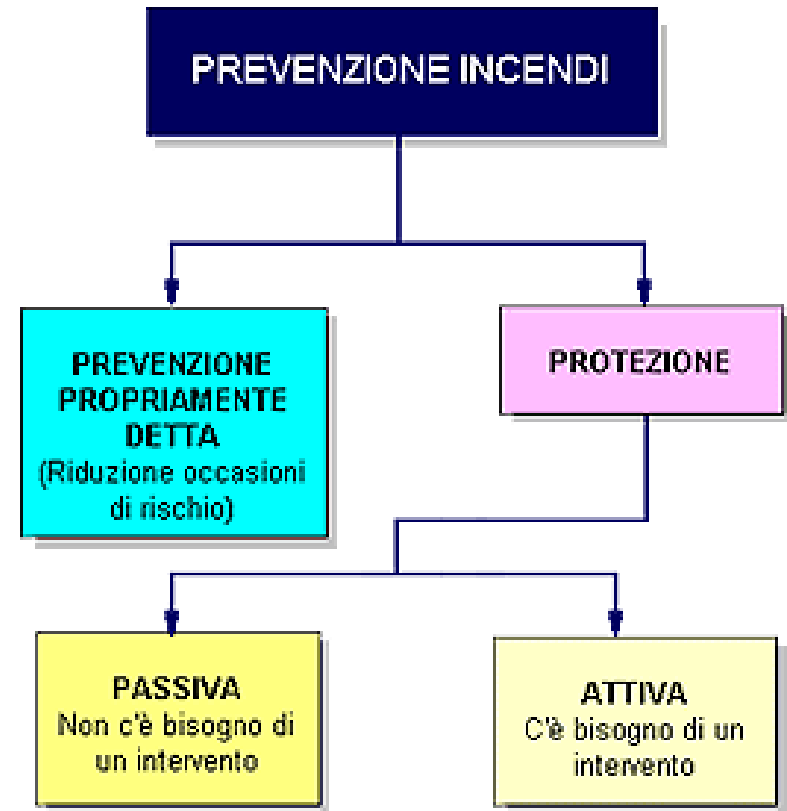 PREVENZIONE INCENDI
PREVENZIONE
PROPRIAMENTE
DETTA
(Riduzione occasioni
di rischio)
PROTEZIONE
PASSIVA
Non c'è bisogno di
un intervento
ATTIVA
C'è bisogno di un
intervento